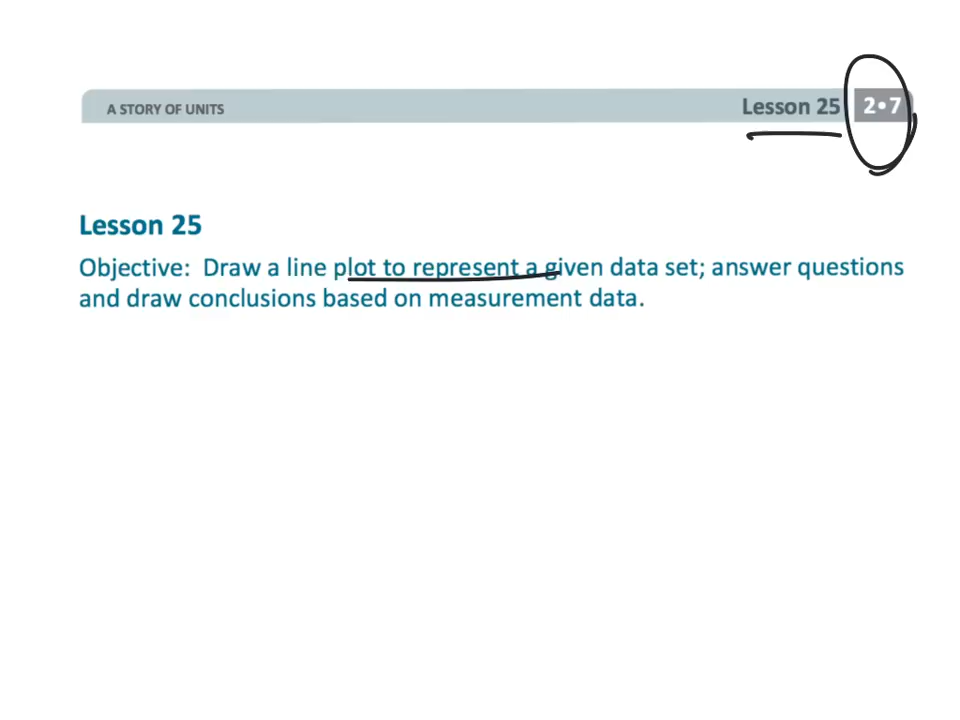 A STORY OF UNITS
Lesson 25
2•7
Lesson 25
Objective: Draw a line plot to represent a given data set; answer questions
and draw conclusions based on measurement data.